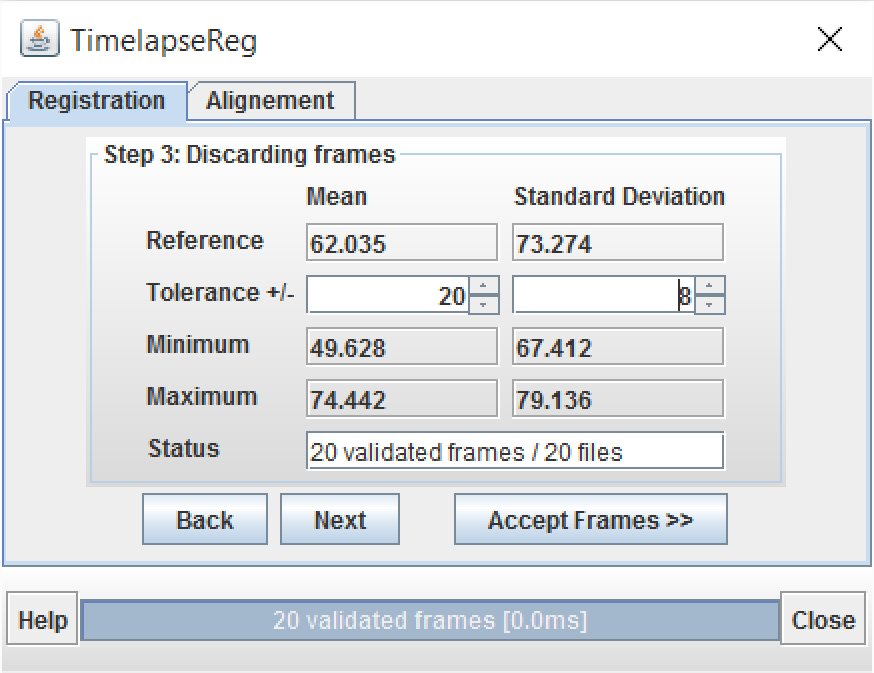 TimelapseReg
Registration Alignement
Step 3: Discarding frames
Mean Standard Deviation
Reference 62.035 73.274
Tolerance +/- 20 8
Minimum 49.628 67.412
Maximum 74.442 79.136
Status 20 validated frames / 20 files
Back Next Accept Frames >>
Help 20 validated frames [0.0ms] Close